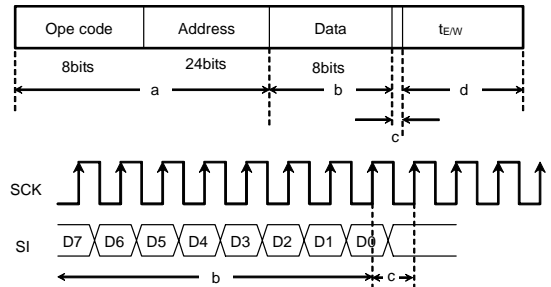 Ope code Address Data tE/W
8bits 24bits 8bits
a b d
c
SCK
SI D7 D6 D5 D4 D3 D2 D1 D0
b c